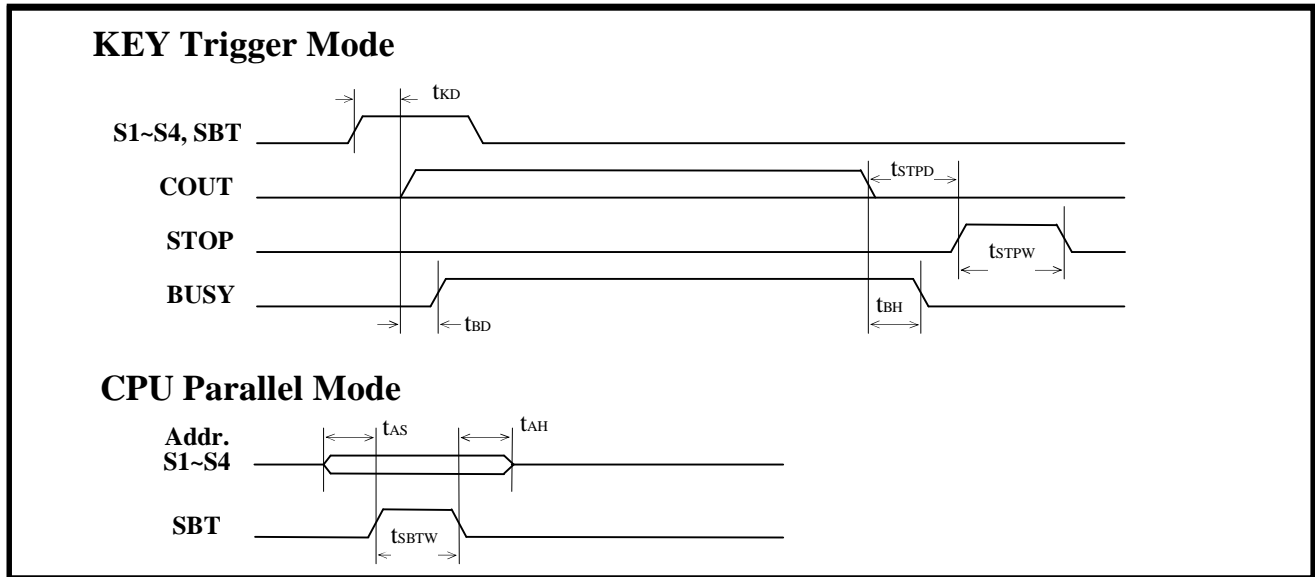 KEY Trigger Mode
tKD
S1~S4, SBT
COUT
tSTPD
STOP
tSTPW
BUSY
tBH
tBD
CPU Parallel Mode
Addr.
S1~S4
tAS
tAH
SBT
tSBTW